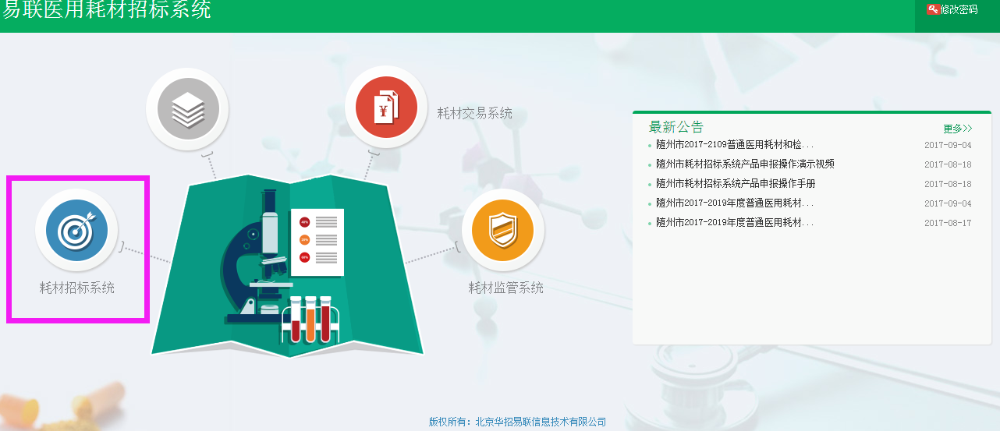 易联医用耗材招标系统
修改密码
耗材交易系统
¥
耗材招标系统
耗材监管系统
最新公告
更多>>
随州市2017-2109普通医用耗材和检... 2017-09-04
随州市耗材招标系统产品申报操作演示视频 2017-08-18
随州市耗材招标系统产品申报操作手册 2017-08-18
随州市2017-2019年度普通医用耗材... 2017-09-04
随州市2017-2019年度普通医用耗材... 2017-08-17
版权所有：北京华招易联信息技术有限公司